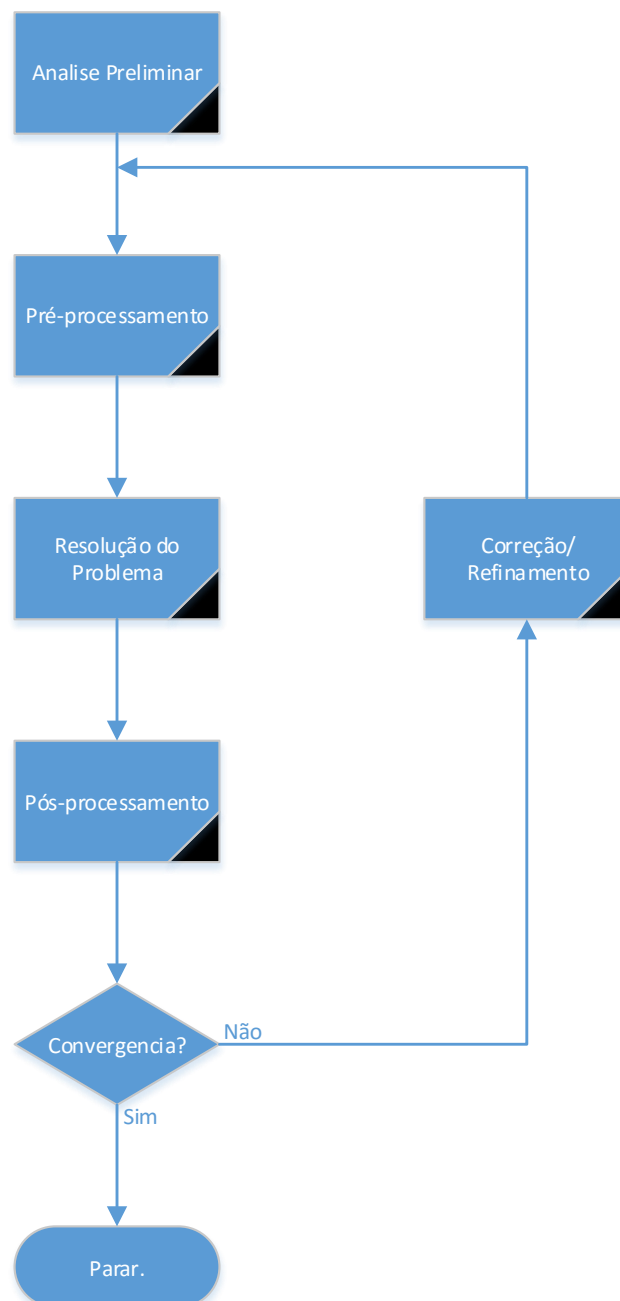 Analise Preliminar
Pré-processamento
Resolução do
Problema
Correção/
Refinamento
Pós-processamento
Convergencia?
Não
Sim
Parar.